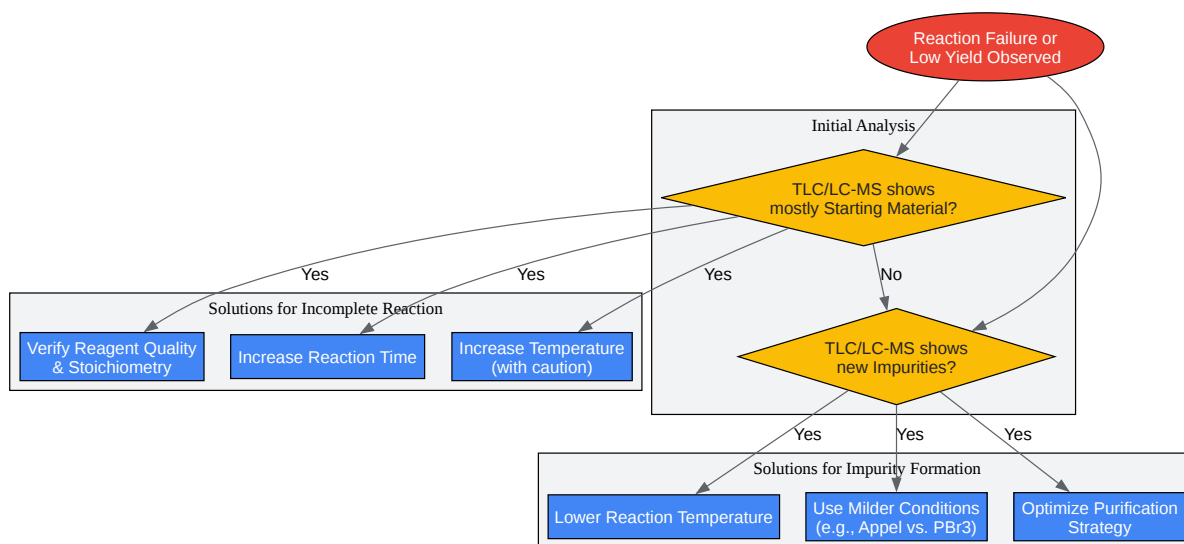 Reaction Failure or
Low Yield Observed
Initial Analysis
TLC/LC-MS shows
mostly Starting Material?
Yes
Yes
Yes
No
Solutions for Incomplete Reaction
Verify Reagent Quality
& Stoichiometry
Increase Reaction Time
Increase Temperature
(with caution)
TLC/LC-MS shows
new Impurities?
Yes
Yes
Yes
Solutions for Impurity Formation
Lower Reaction Temperature
Use Milder Conditions
(e.g., Appel vs. PBr3)
Optimize Purification
Strategy